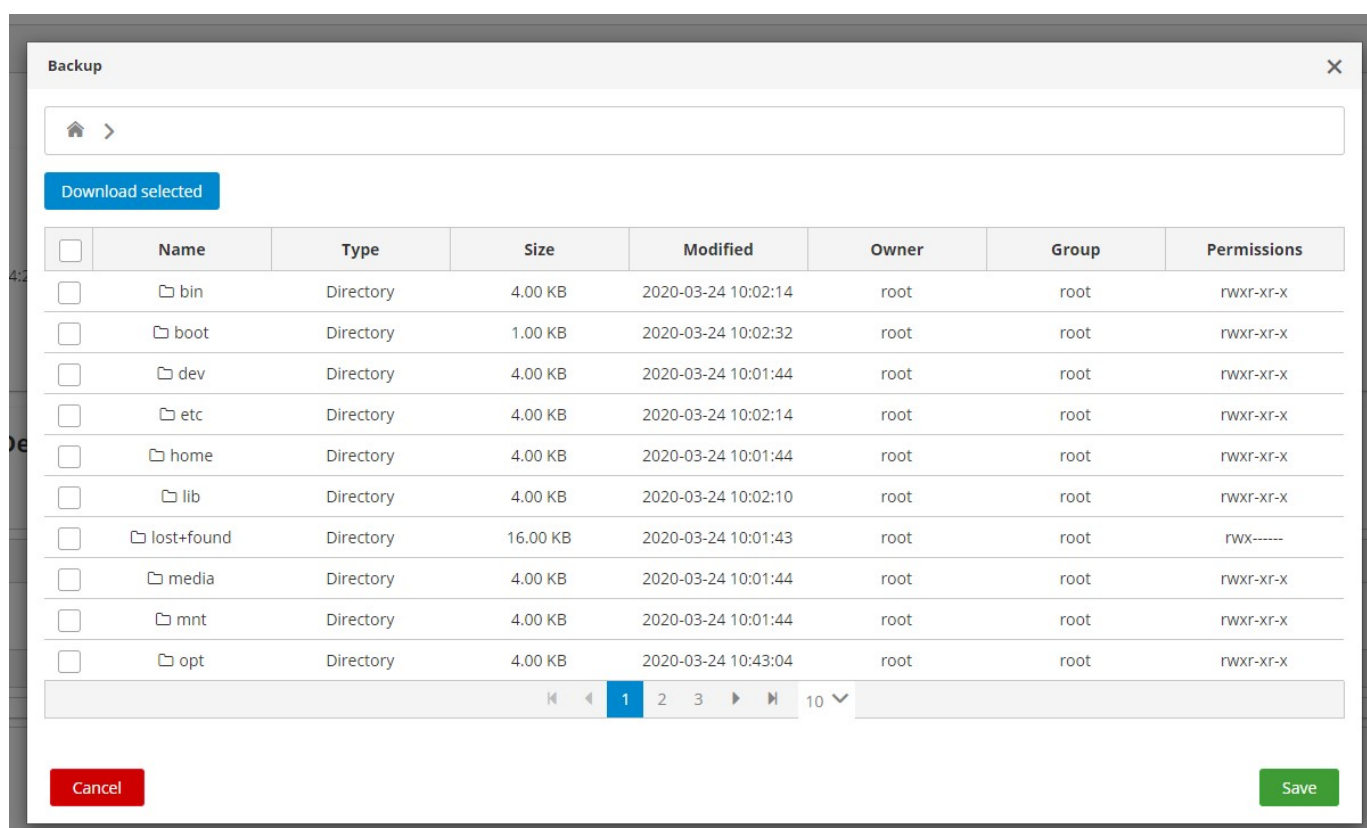 Backup
Download selected
Name Type Size Modified Owner Group Permissions
4:2
bin Directory 4.00 KB 2020-03-24 10:02:14 root root rwxr-xr-x
boot Directory 1.00 KB 2020-03-24 10:02:32 root root rwxr-xr-x
dev Directory 4.00 KB 2020-03-24 10:01:44 root root rwxr-xr-x
etc Directory 4.00 KB 2020-03-24 10:02:14 root root rwxr-xr-x
De
home Directory 4.00 KB 2020-03-24 10:01:44 root root rwxr-xr-x
lib Directory 4.00 KB 2020-03-24 10:02:10 root root rwxr-xr-x
lost+found Directory 16.00 KB 2020-03-24 10:01:43 root root rwx------
media Directory 4.00 KB 2020-03-24 10:01:44 root root rwxr-xr-x
mnt Directory 4.00 KB 2020-03-24 10:01:44 root root rwxr-xr-x
opt Directory 4.00 KB 2020-03-24 10:43:04 root root rwxr-xr-x
1 2 3 10
Cancel Save